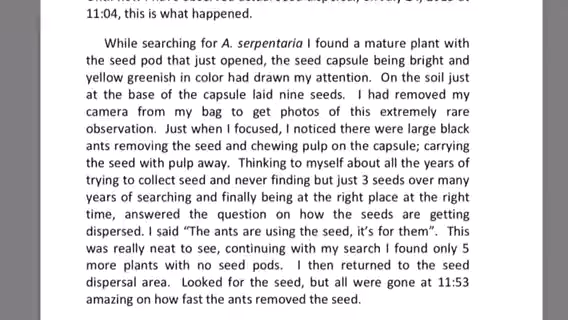 11:04, this is what happened.
While searching for A. serpentaria I found a mature plant with
the seed pod that just opened, the seed capsule being bright and
yellow greenish in color had drawn my attention. On the soil just
at the base of the capsule laid nine seeds. I had removed my
camera from my bag to get photos of this extremely rare
observation. Just when I focused, I noticed there were large black
ants removing the seed and chewing pulp on the capsule; carrying
the seed with pulp away. Thinking to myself about all the years of
trying to collect seed and never finding but just 3 seeds over many
years of searching and finally being at the right place at the right
time, answered the question on how the seeds are getting
dispersed. I said “The ants are using the seed, it’s for them”. This
was really neat to see, continuing with my search I found only 5
more plants with no seed pods. I then returned to the seed
dispersal area. Looked for the seed, but all were gone at 11:53
amazing on how fast the ants removed the seed.